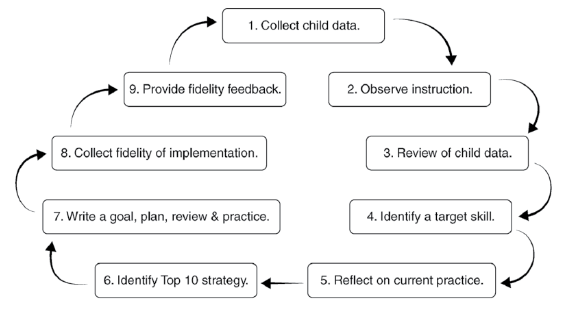 1. Collect child data.
2. Observe instruction.
3. Review of child data.
4. Identify a target skill.
5. Reflect on current practice.
6. Identify Top 10 strategy.
7. Write a goal, plan, review & practice.
8. Collect fidelity of implementation.
9. Provide fidelity feedback.